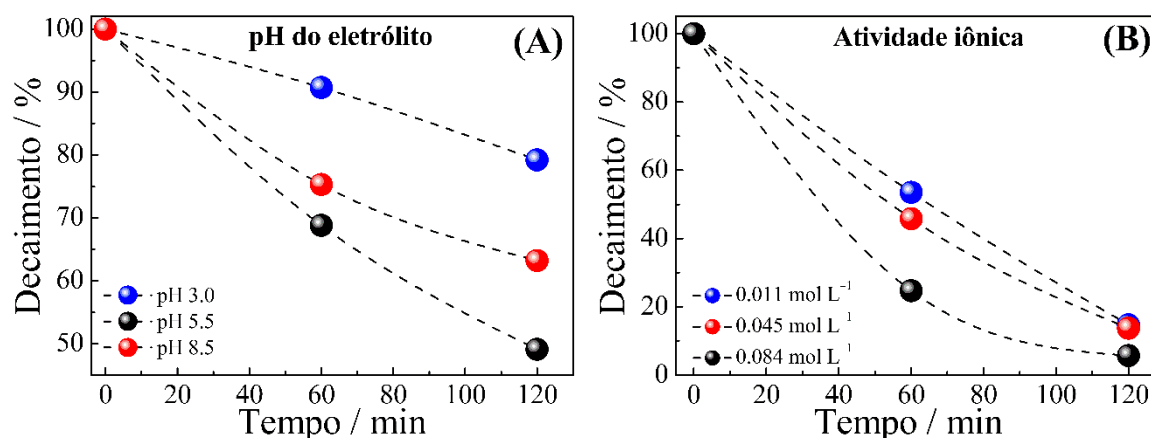 pH do eletrólito
(A)
Decaimento / %
100
90
80
70
60
50
pH 3.0
pH 5.5
pH 8.5
0 20 40 60 80 100 120
Tempo / min
Atividade iônica
(B)
Decaimento / %
100
80
60
40
20
0
0.011 mol L⁻¹
0.045 mol L⁻¹
0.084 mol L⁻¹
0 20 40 60 80 100 120
Tempo / min